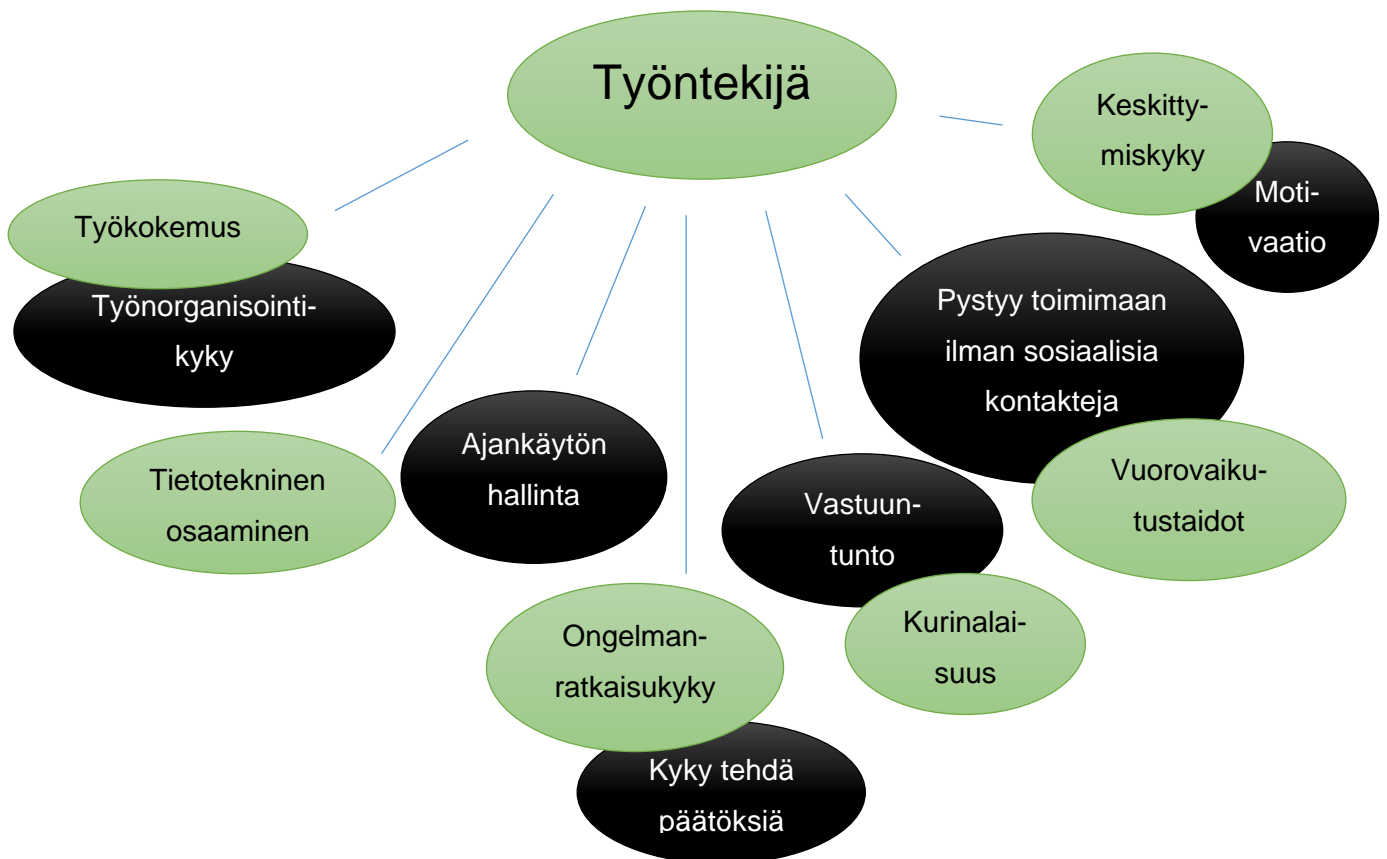 Työntekijä
Keskitty-
miskyky
Moti-
vaatio
Työkokemus
Työnorganisointi-
kyky
Pystyy toimimaan
ilman sosiaalisia
kontakteja
Tietotekninen
osaaminen
Ajankäytön
hallinta
Vastuun-
tunto
Vuorovaiku-
tustaidot
Ongelman-
ratkaisukyky
Kurinalai-
suus
Kyky tehdä
päätöksiä